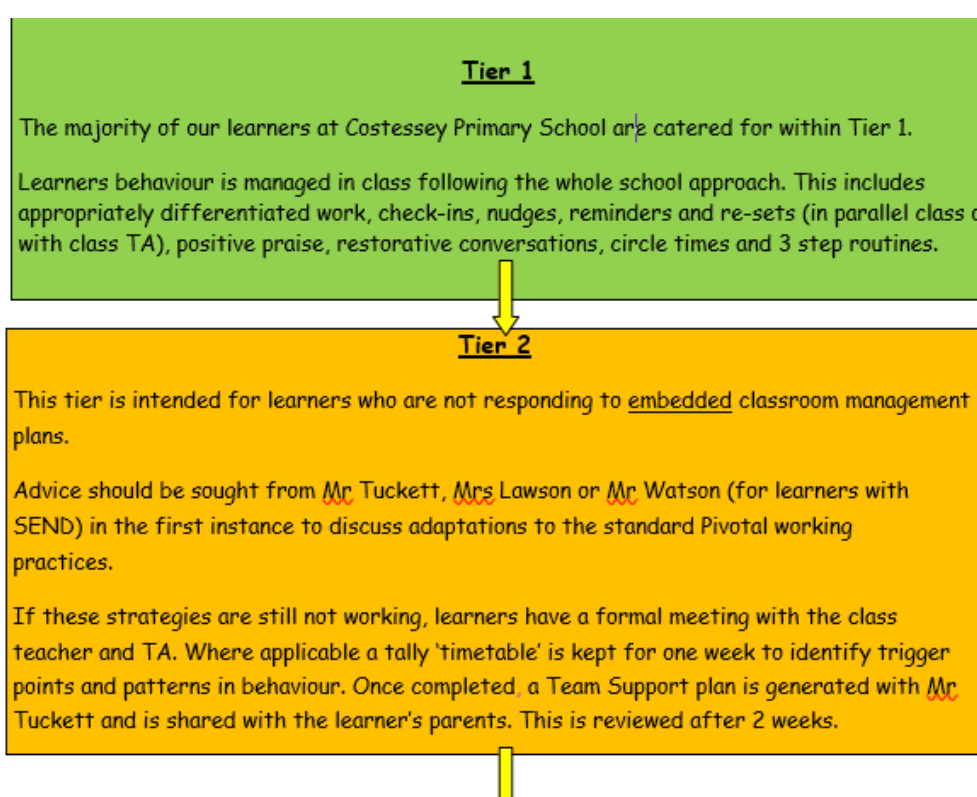 Tier 1
The majority of our learners at Costessey Primary School are catered for within Tier 1.
Learners behaviour is managed in class following the whole school approach. This includes
appropriately differentiated work, check-ins, nudges, reminders and re-sets (in parallel class
with class TA), positive praise, restorative conversations, circle times and 3 step routines.
Tier 2
This tier is intended for learners who are not responding to embedded classroom management
plans.
Advice should be sought from Mr Tuckett, Mrs Lawson or Mr Watson (for learners with
SEND) in the first instance to discuss adaptations to the standard Pivotal working
practices.
If these strategies are still not working, learners have a formal meeting with the class
teacher and TA. Where applicable a tally ‘timetable’ is kept for one week to identify trigger
points and patterns in behaviour. Once completed, a Team Support plan is generated with Mr
Tuckett and is shared with the learner’s parents. This is reviewed after 2 weeks.